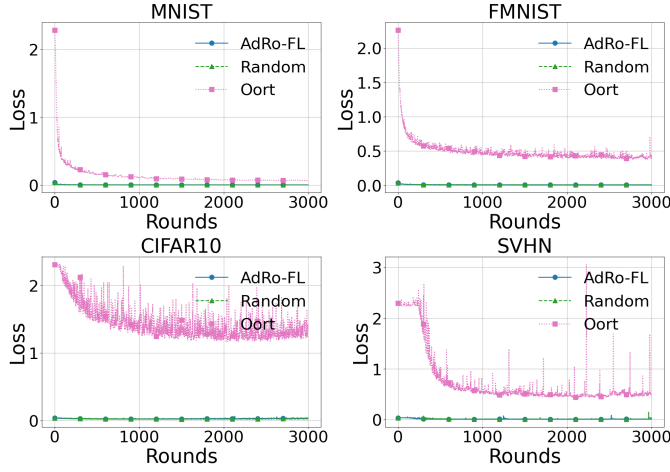 MNIST
Loss
2
1
0
AdRo-FL
Random
Oort
0
1000
2000
3000
Rounds
FMNIST
Loss
2.0
1.5
1.0
0.5
0.0
AdRo-FL
Random
Oort
0
1000
2000
3000
Rounds
CIFAR10
Loss
2
1
0
AdRo-FL
Random
Oort
0
1000
2000
3000
Rounds
SVHN
Loss
3
2
1
0
AdRo-FL
Random
Oort
0
1000
2000
3000
Rounds